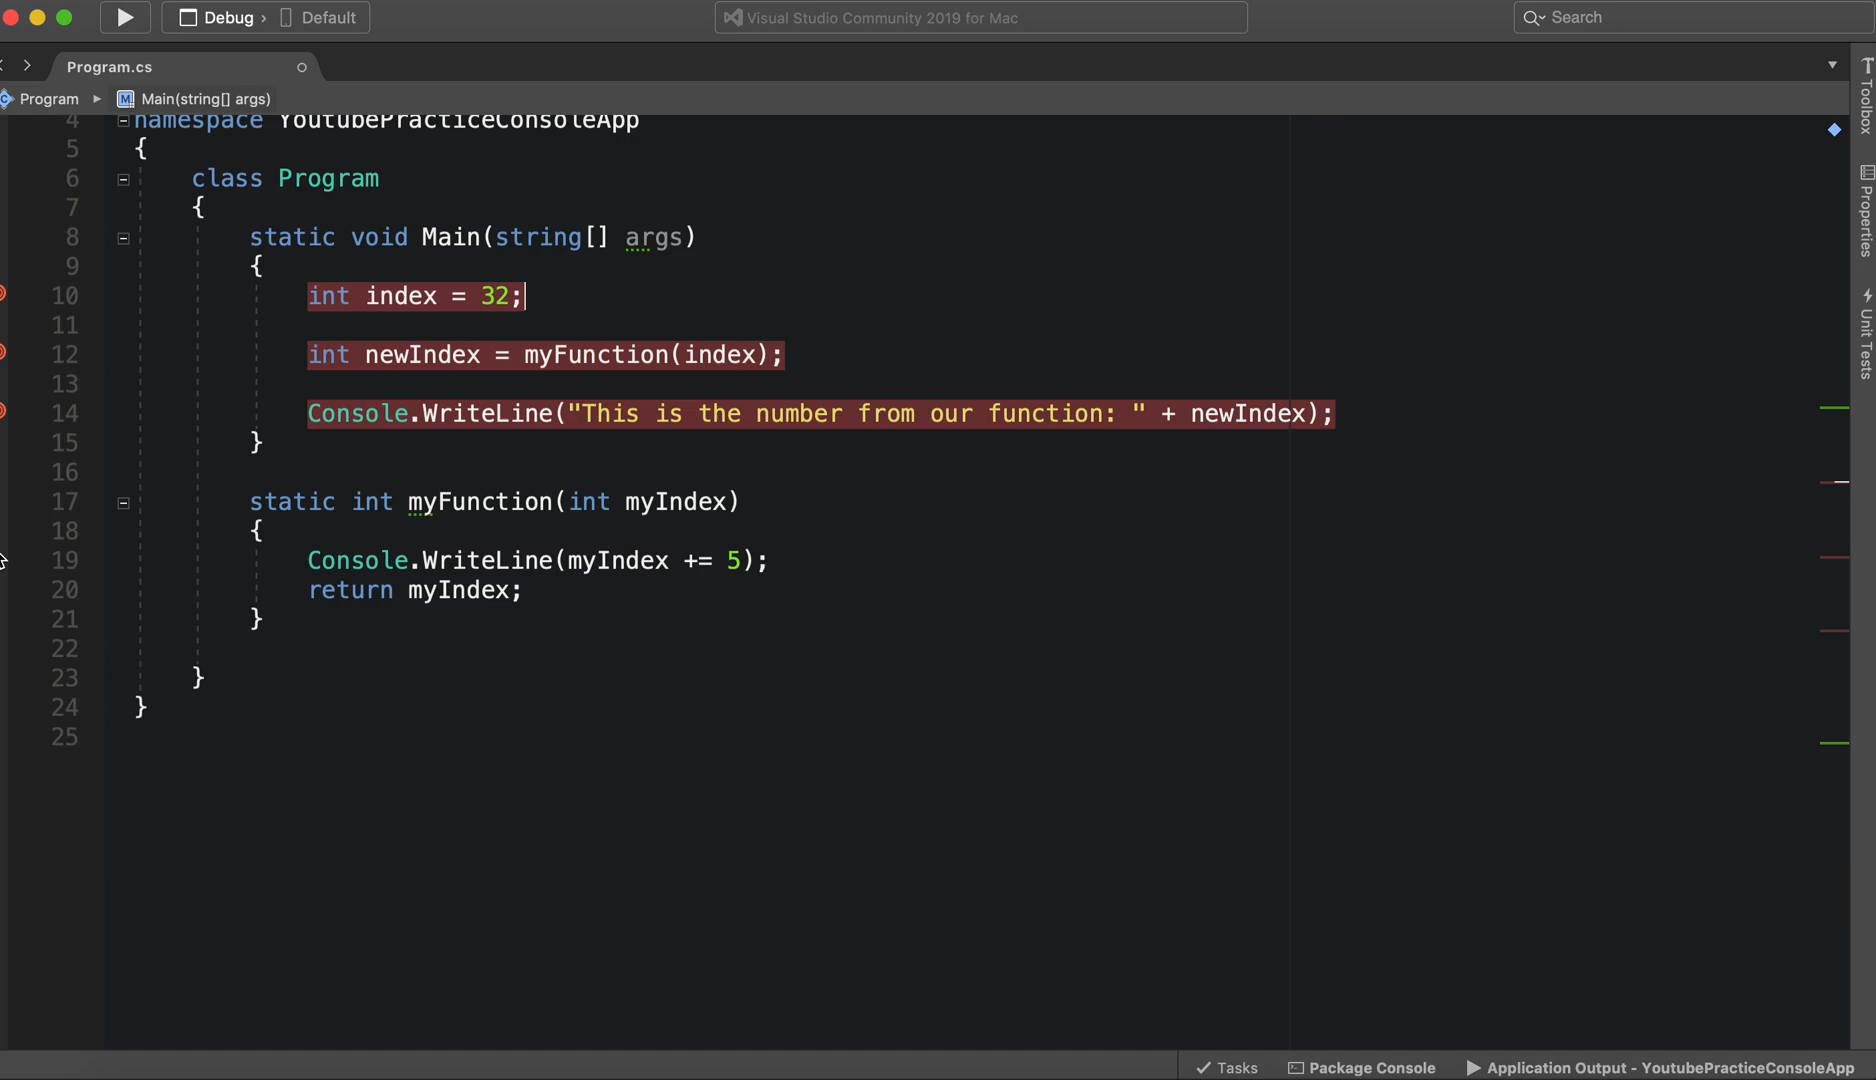 Debug › Default
Visual Studio Community 2019 for Mac
Search
Program.cs
Program ▸ M Main(string[] args)
4 namespace YoutubePracticeConsoleApp
5 {
6 class Program
7 {
8 static void Main(string[] args)
9 {
10 int index = 32;
11
12 int newIndex = myFunction(index);
13
14 Console.WriteLine("This is the number from our function: " + newIndex);
15 }
16
17 static int myFunction(int myIndex)
18 {
19 Console.WriteLine(myIndex += 5);
20 return myIndex;
21 }
22
23 }
24 }
25
Toolbox
Properties
Unit Tests
Tasks
Package Console
Application Output - YoutubePracticeConsoleApp